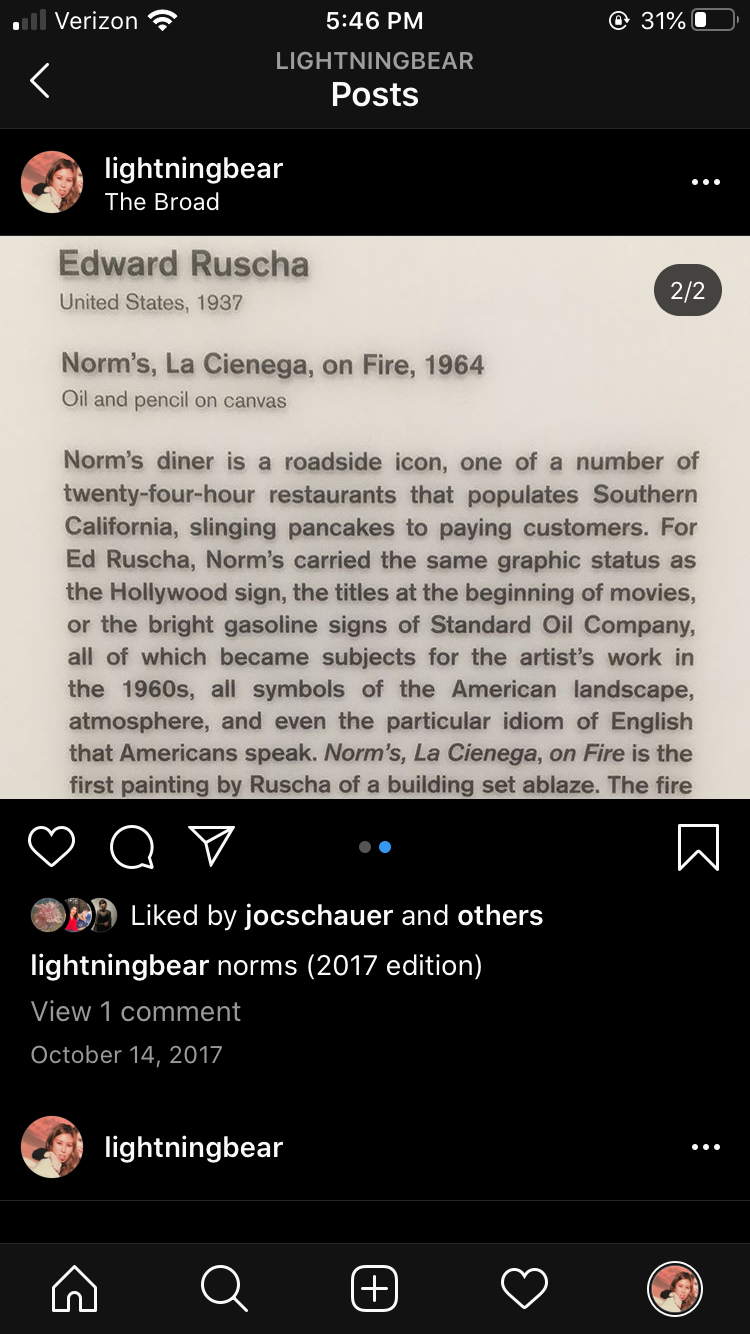 Verizon 5:46 PM 31%
LIGHTNINGBEAR
Posts
lightningbear
The Broad
Edward Ruscha
2/2
United States, 1937
Norm's, La Cienega, on Fire, 1964
Oil and pencil on canvas
Norm's diner is a roadside icon, one of a number of
twenty-four-hour restaurants that populates Southern
California, slinging pancakes to paying customers. For
Ed Ruscha, Norm's carried the same graphic status as
the Hollywood sign, the titles at the beginning of movies,
or the bright gasoline signs of Standard Oil Company,
all of which became subjects for the artist's work in
the 1960s, all symbols of the American landscape,
atmosphere, and even the particular idiom of English
that Americans speak. Norm's, La Cienega, on Fire is the
first painting by Ruscha of a building set ablaze. The fire
Liked by jocschauer and others
lightningbear norms (2017 edition)
View 1 comment
October 14, 2017
lightningbear